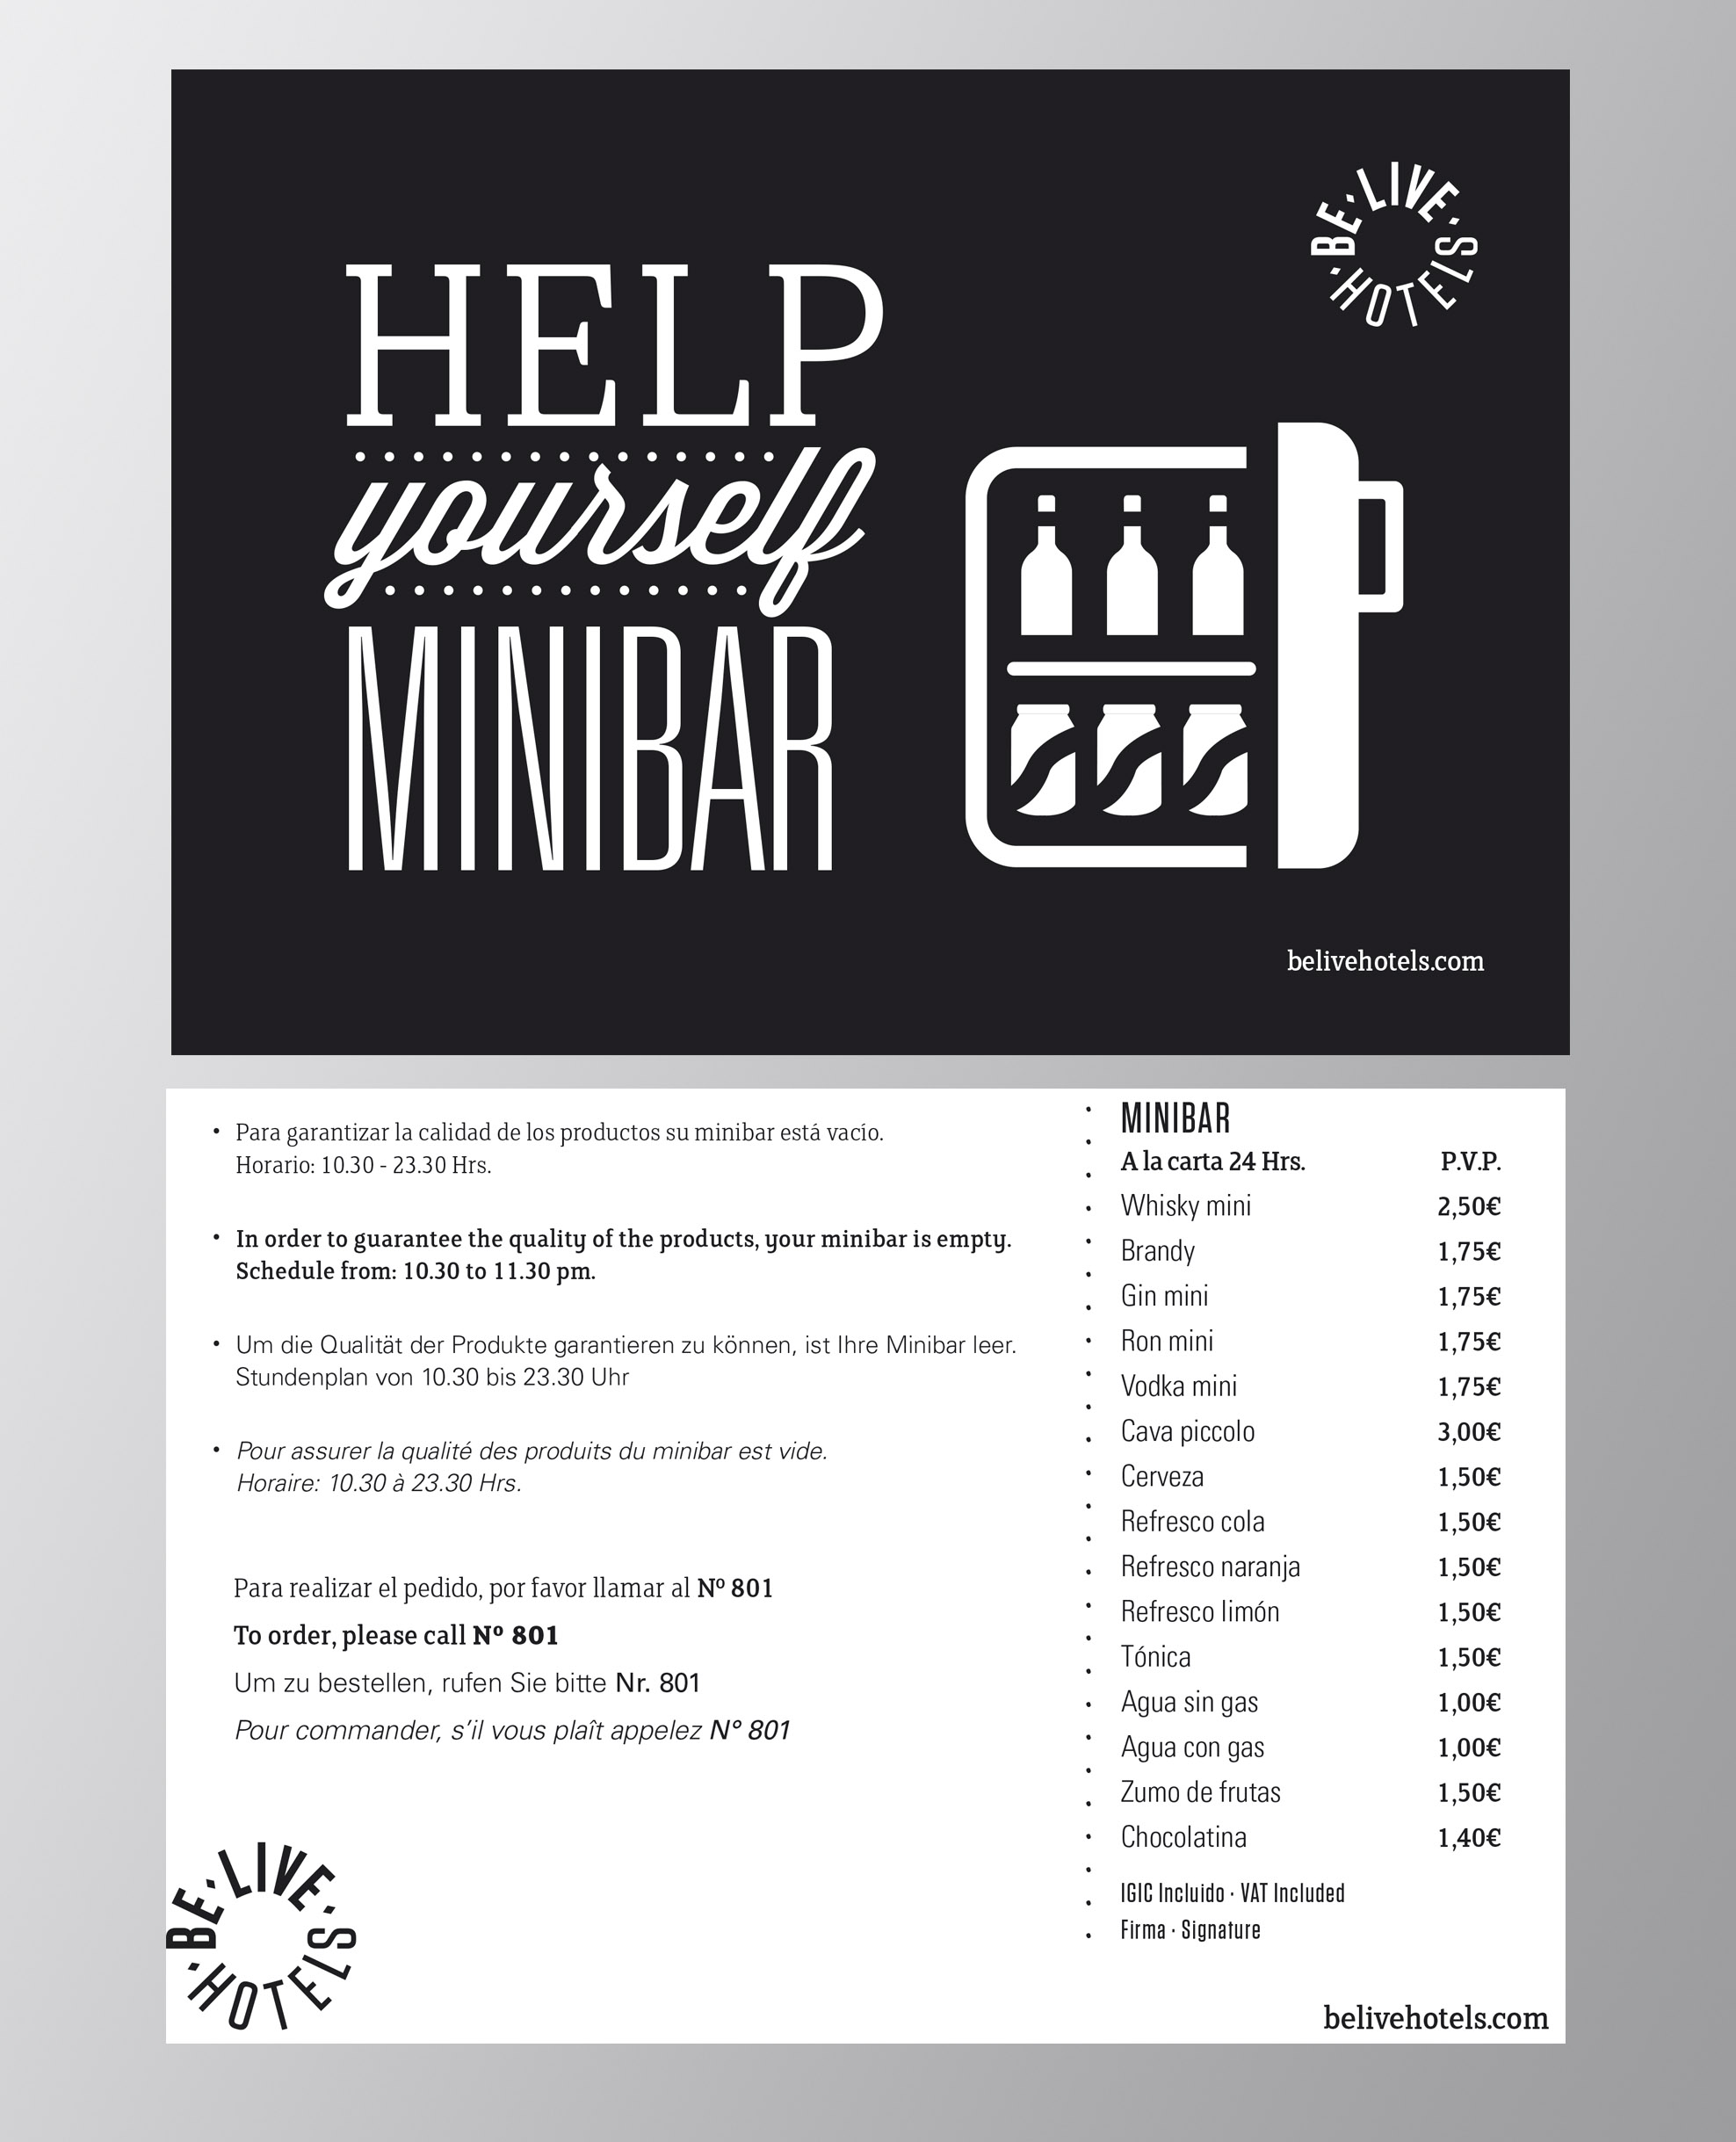 BE·LIVE·
·HOTELS
HELP
yourself
MINIBAR
belivehotels.com
• Para garantizar la calidad de los productos su minibar está vacío.
Horario: 10.30 - 23.30 Hrs.
• In order to guarantee the quality of the products, your minibar is empty.
Schedule from: 10.30 to 11.30 pm.
• Um die Qualität der Produkte garantieren zu können, ist Ihre Minibar leer.
Stundenplan von 10.30 bis 23.30 Uhr
• Pour assurer la qualité des produits du minibar est vide.
Horaire: 10.30 à 23.30 Hrs.
Para realizar el pedido, por favor llamar al Nº 801
To order, please call Nº 801
Um zu bestellen, rufen Sie bitte Nr. 801
Pour commander, s’il vous plaît appelez N° 801
BE·LIVE·
·HOTELS
MINIBAR
A la carta 24 Hrs. P.V.P.
Whisky mini 2,50€
Brandy 1,75€
Gin mini 1,75€
Ron mini 1,75€
Vodka mini 1,75€
Cava piccolo 3,00€
Cerveza 1,50€
Refresco cola 1,50€
Refresco naranja 1,50€
Refresco limón 1,50€
Tónica 1,50€
Agua sin gas 1,00€
Agua con gas 1,00€
Zumo de frutas 1,50€
Chocolatina 1,40€
IGIC Incluido · VAT Included
Firma · Signature
belivehotels.com